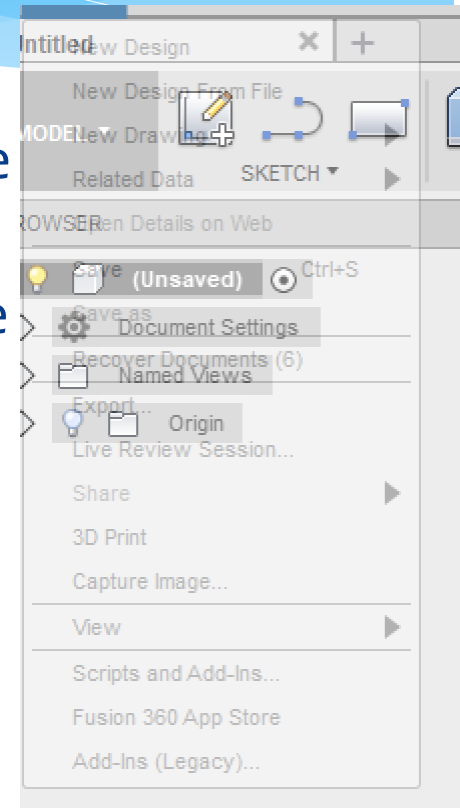 Untitled
New Design
New Design From File
MODEL
New Drawing
Related Data
SKETCH
BROWSER
Open Details on Web
Save
Ctrl+S
(Unsaved)
Save as
Document Settings
Recover Documents (6)
Named Views
Export...
Origin
Live Review Session...
Share
3D Print
Capture Image...
View
Scripts and Add-Ins...
Fusion 360 App Store
Add-Ins (Legacy)...
e
e